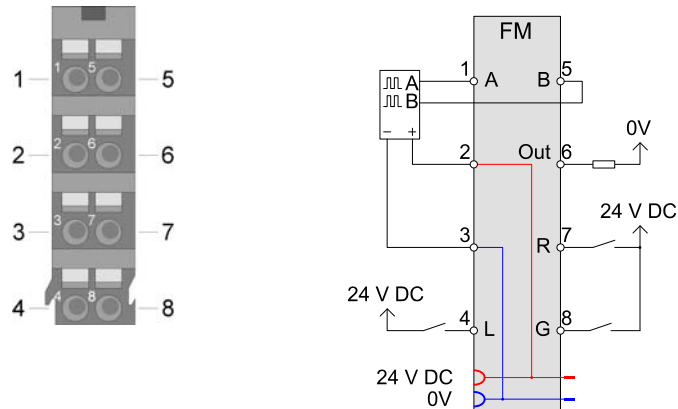 FM
1 5
1 5
A B
A
B
1 5
- +
0V
2 6
2 6
Out
2 6
24 V DC
3 7
3 7
3 R 7
24 V DC
4 8
4 8
4 L G 8
24 V DC
0V